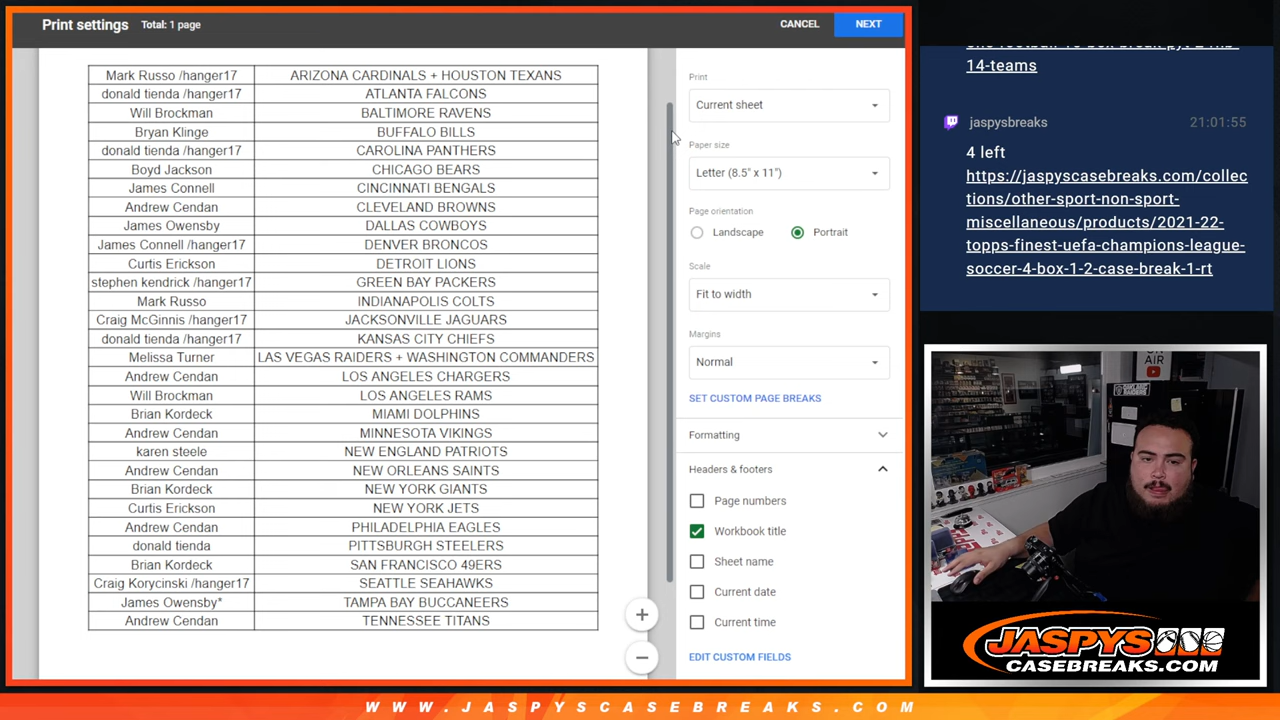 Print settings Total: 1 page CANCEL NEXT
Mark Russo /hanger17 ARIZONA CARDINALS + HOUSTON TEXANS
donald tienda /hanger17 ATLANTA FALCONS
Will Brockman BALTIMORE RAVENS
Bryan Klinge BUFFALO BILLS
donald tienda /hanger17 CAROLINA PANTHERS
Boyd Jackson CHICAGO BEARS
James Connell CINCINNATI BENGALS
Andrew Cendan CLEVELAND BROWNS
James Owensby DALLAS COWBOYS
James Connell /hanger17 DENVER BRONCOS
Curtis Erickson DETROIT LIONS
stephen kendrick /hanger17 GREEN BAY PACKERS
Mark Russo INDIANAPOLIS COLTS
Craig McGinnis /hanger17 JACKSONVILLE JAGUARS
donald tienda /hanger17 KANSAS CITY CHIEFS
Melissa Turner LAS VEGAS RAIDERS + WASHINGTON COMMANDERS
Andrew Cendan LOS ANGELES CHARGERS
Will Brockman LOS ANGELES RAMS
Brian Kordeck MIAMI DOLPHINS
Andrew Cendan MINNESOTA VIKINGS
karen steele NEW ENGLAND PATRIOTS
Andrew Cendan NEW ORLEANS SAINTS
Brian Kordeck NEW YORK GIANTS
Curtis Erickson NEW YORK JETS
Andrew Cendan PHILADELPHIA EAGLES
donald tienda PITTSBURGH STEELERS
Brian Kordeck SAN FRANCISCO 49ERS
Craig Korycinski /hanger17 SEATTLE SEAHAWKS
James Owensby* TAMPA BAY BUCCANEERS
Andrew Cendan TENNESSEE TITANS
Print
Current sheet
Paper size
Letter (8.5" x 11")
Page orientation
Landscape Portrait
Scale
Fit to width
Margins
Normal
SET CUSTOM PAGE BREAKS
Formatting
Headers & footers
Page numbers
Workbook title
Sheet name
Current date
Current time
EDIT CUSTOM FIELDS
14-teams
jaspysbreaks 21:01:55
4 left
https://jaspyscasebreaks.com/collec
tions/other-sport-non-sport-
miscellaneous/products/2021-22-
topps-finest-uefa-champions-league-
soccer-4-box-1-2-case-break-1-rt
ON
AIR
JASPYS
CASEBREAKS.COM
WWW.JASPYSCASEBREAKS.COM